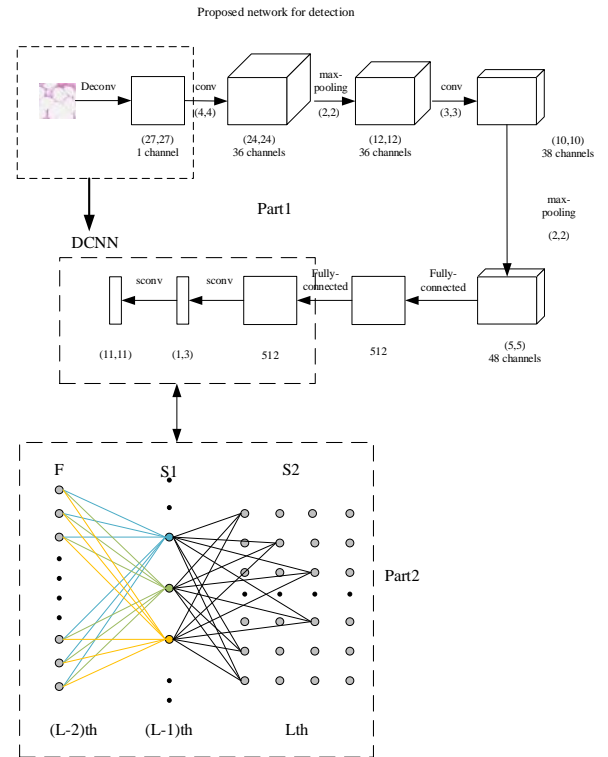 Proposed network for detection
Deconv
conv
(4,4)
max-
pooling
(2,2)
conv
(3,3)
(27,27)
1 channel
(24,24)
36 channels
(12,12)
36 channels
(10,10)
38 channels
Part1
max-
pooling
(2,2)
DCNN
sconv
sconv
Fully-
connected
Fully-
connected
(11,11)
(1,3)
512
512
(5,5)
48 channels
F
S1
S2
Part2
(L-2)th
(L-1)th
Lth